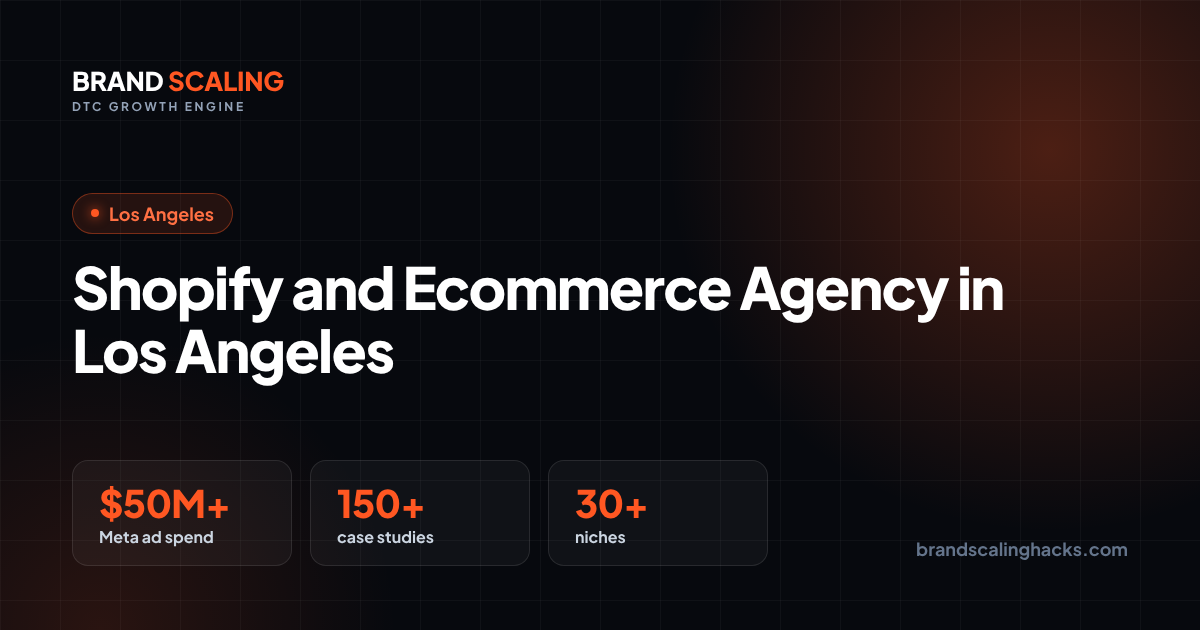 BRAND SCALING
DTC GROWTH ENGINE
Los Angeles
Shopify and Ecommerce Agency in
Los Angeles
$50M+
Meta ad spend
150+
case studies
30+
niches
brandscalinghacks.com